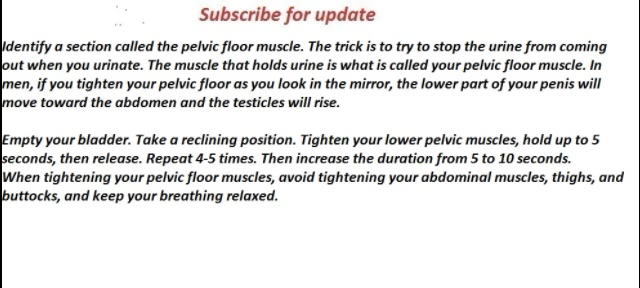 Subscribe for update
Identify a section called the pelvic floor muscle. The trick is to try to stop the urine from coming
out when you urinate. The muscle that holds urine is what is called your pelvic floor muscle. In
men, if you tighten your pelvic floor as you look in the mirror, the lower part of your penis will
move toward the abdomen and the testicles will rise.
Empty your bladder. Take a reclining position. Tighten your lower pelvic muscles, hold up to 5
seconds, then release. Repeat 4-5 times. Then increase the duration from 5 to 10 seconds.
When tightening your pelvic floor muscles, avoid tightening your abdominal muscles, thighs, and
buttocks, and keep your breathing relaxed.